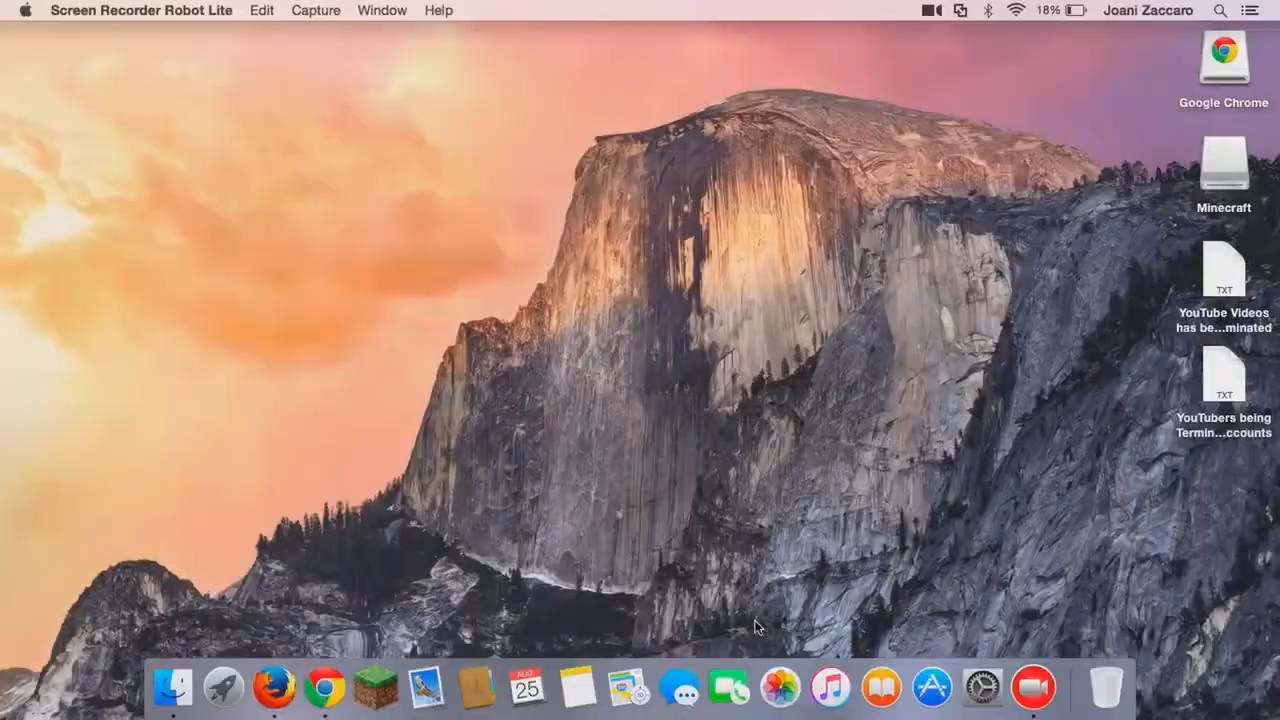 Screen Recorder Robot Lite Edit Capture Window Help 18% Joani Zaccaro
Google Chrome
Minecraft
TXT
YouTube Videos
has be...minated
TXT
YouTubers being
Termin...ccounts
AUG
25